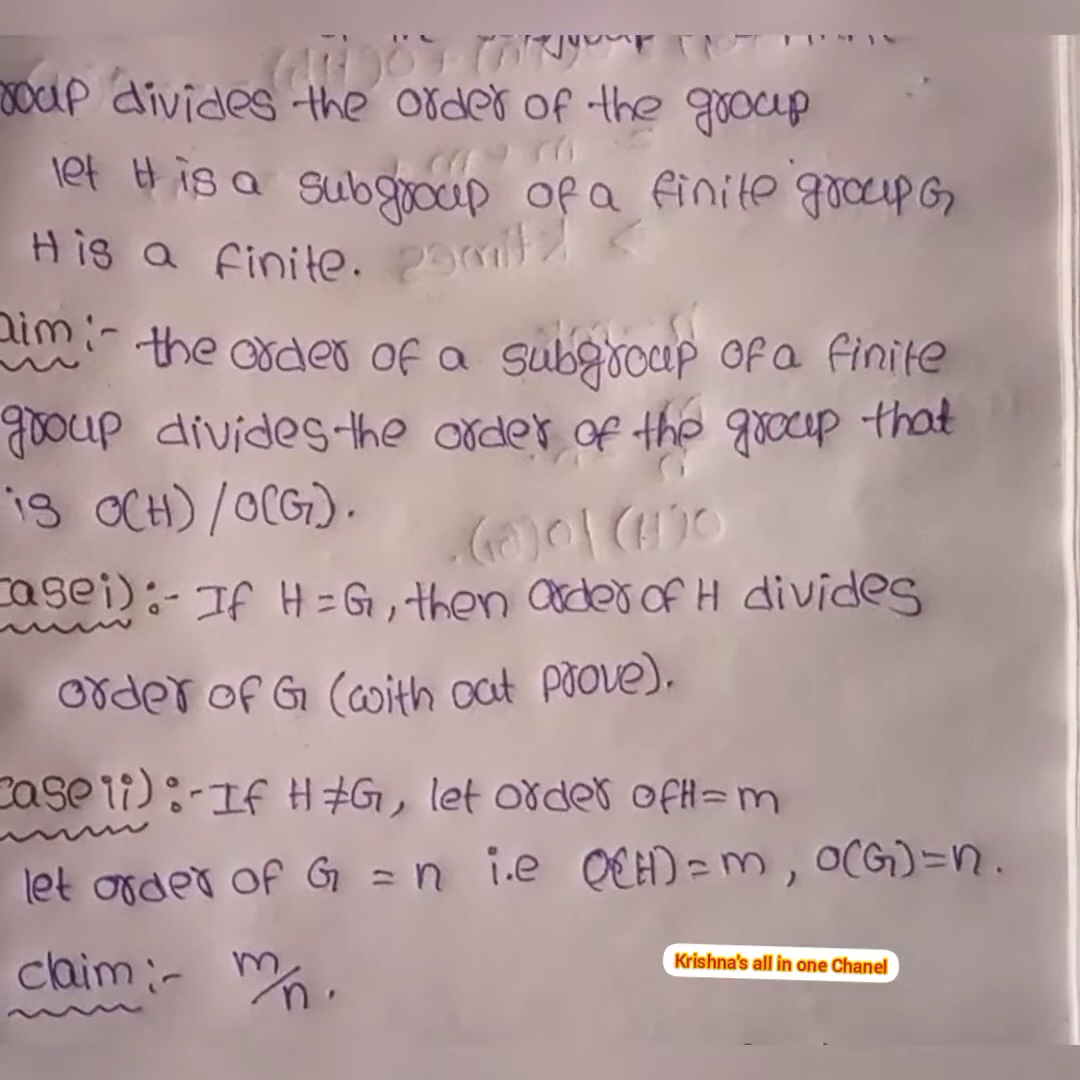 roup divides the order of the group
let H is a subgroup of a finite group G
H is a finite.
aim:- the order of a subgroup of a finite
group divides the order of the group that
is O(H)/O(G).
case i):- If H=G, then order of H divides
order of G (with out prove).
case ii):- If H≠G, let order of H=m
let order of G = n i.e O(H)=m, O(G)=n.
claim:- m/n.
Krishna's all in one Chanel